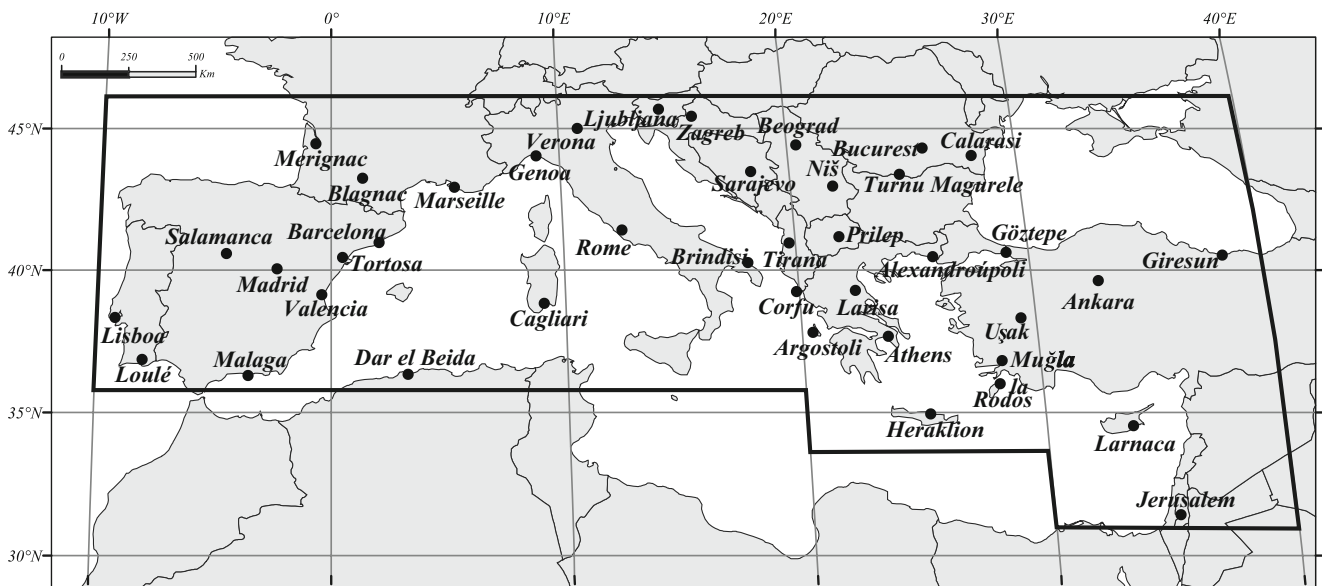 10°W 0° 10°E 20°E 30°E 40°E
0 250 500
Km
45°N
Ljubljana
Zagreb
Beograd
Verona
Bucuresti
Calarasi
Merignac
Genoa
Niš
Blagnac
Marseille
Sarajevo
Turnu Magurele
Salamanca
Barcelona
Rome
Brindisi
Tirana
Prilep
Göztepe
Giresun
40°N
Tortosa
Alexandroúpoli
Madrid
Valencia
Cagliari
Corfu
Larisa
Ankara
Lisboa
Uşak
Argostoli
Athens
Loulé
Malaga
Dar el Beida
Muğla
la
Rodos
35°N
Heraklion
Larnaca
Jerusalem
30°N